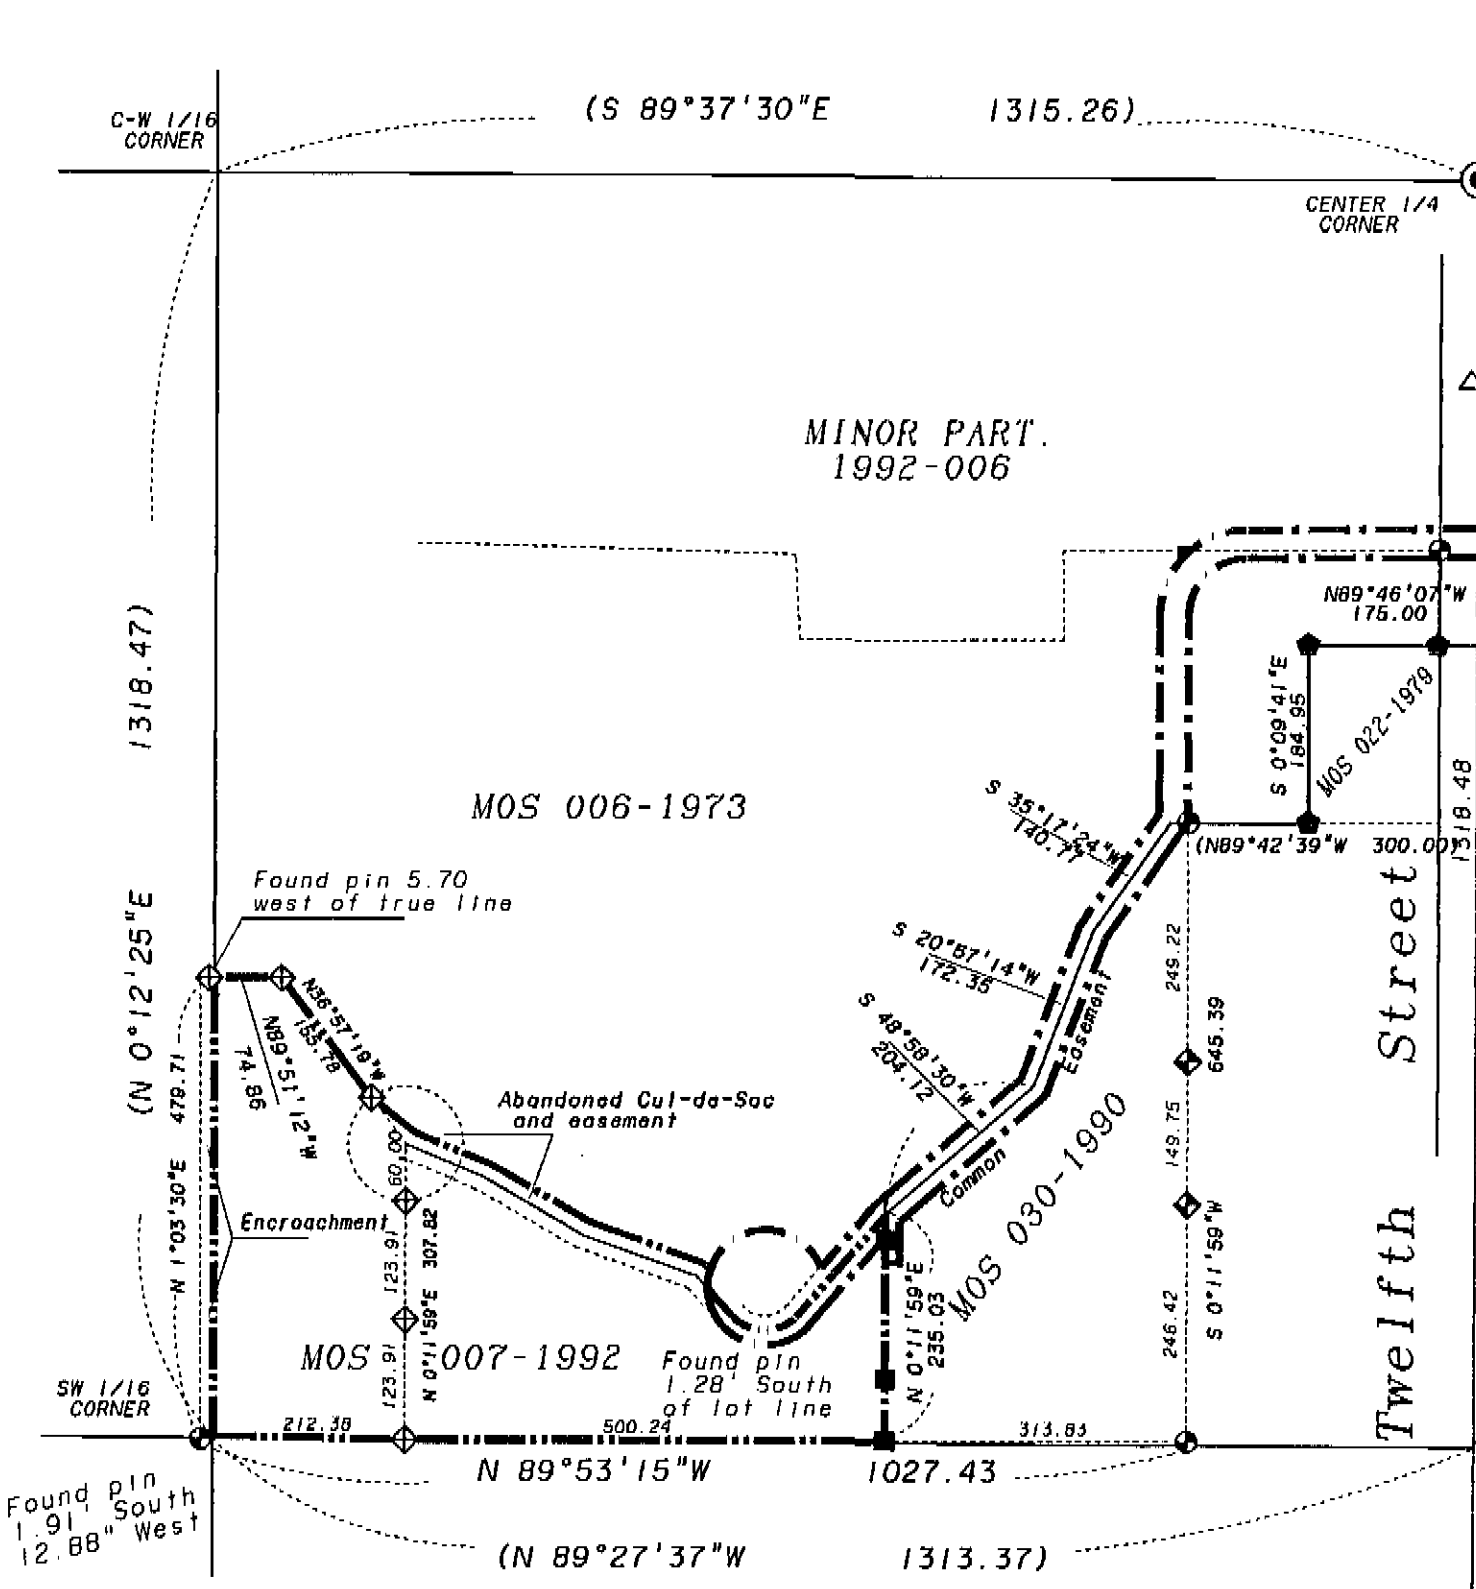 (S 89°37'30"E 1315.26)
C-W 1/16
CORNER
CENTER 1/4
CORNER
MINOR PART.
1992-006
N89°46'07"W
175.00
1318.47)
(N 0°12'25"E
S 0°09'41"E
184.95
MOS 022-1979
1318.48
MOS 006-1973
S 35°17'24"W
140.77
(N89°42'39"W 300.00)
Found pin 5.70
west of true line
S 20°57'14"W
172.35
249.22
Twelfth Street
N36°57'19"W
155.78
N89°51'12"W
74.86
S 48°58'30"W
204.12
Common Easement
645.39
479.71
N 1°03'30"E
Abandoned Cul-de-Sac
and easement
60.00
149.75
MOS 030-1990
Encroachment
123.91
N 0°11'59"E 307.82
S 0°11'59"W
N 0°11'59"E
235.03
246.42
MOS 007-1992
123.91
Found pin
1.28' South
of lot line
SW 1/16
CORNER
212.38
500.24
313.83
N 89°53'15"W 1027.43
Found pin
1.91' South
12.88" West
(N 89°27'37"W 1313.37)